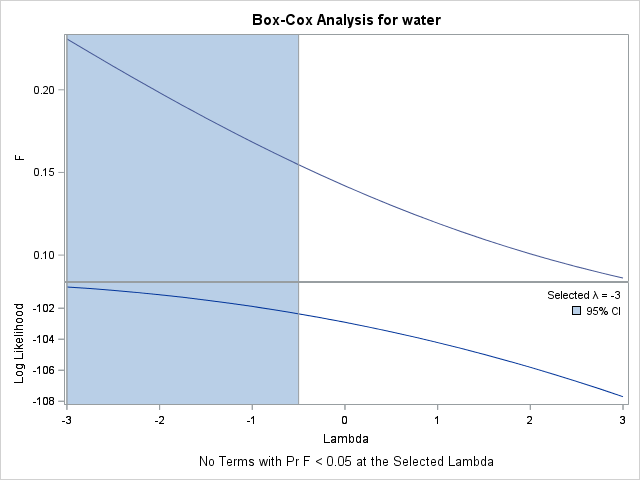 Box-Cox Analysis for water
F
0.20
0.15
0.10
Log Likelihood
-102
-104
-106
-108
Selected λ = -3
95% CI
-3 -2 -1 0 1 2 3
Lambda
No Terms with Pr F < 0.05 at the Selected Lambda